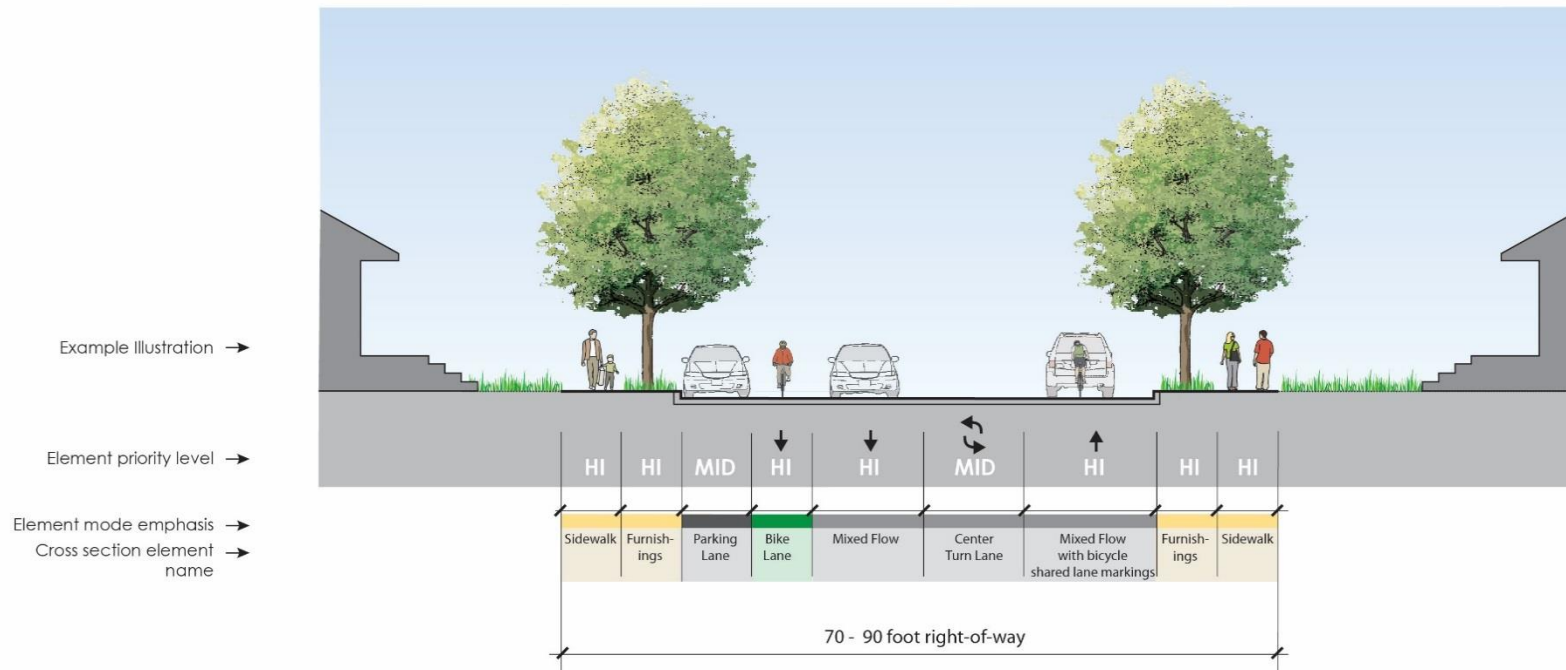 Example Illustration
Element priority level
HI HI MID HI HI MID HI HI HI
Element mode emphasis
Cross section element
name
Sidewalk
Furnish-
ings
Parking
Lane
Bike
Lane
Mixed Flow
Center
Turn Lane
Mixed Flow
with bicycle
shared lane markings
Furnish-
ings
Sidewalk
70 - 90 foot right-of-way